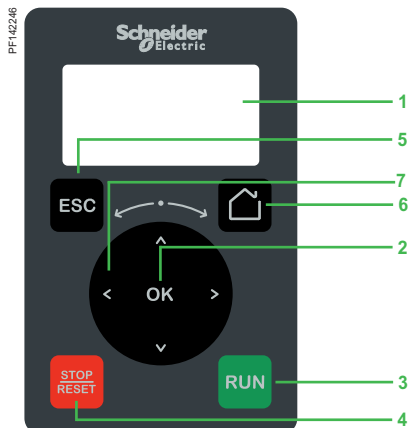 PF142246
Schneider
Electric
1
5
ESC
7
6
2
OK
STOP
RESET
RUN
3
4